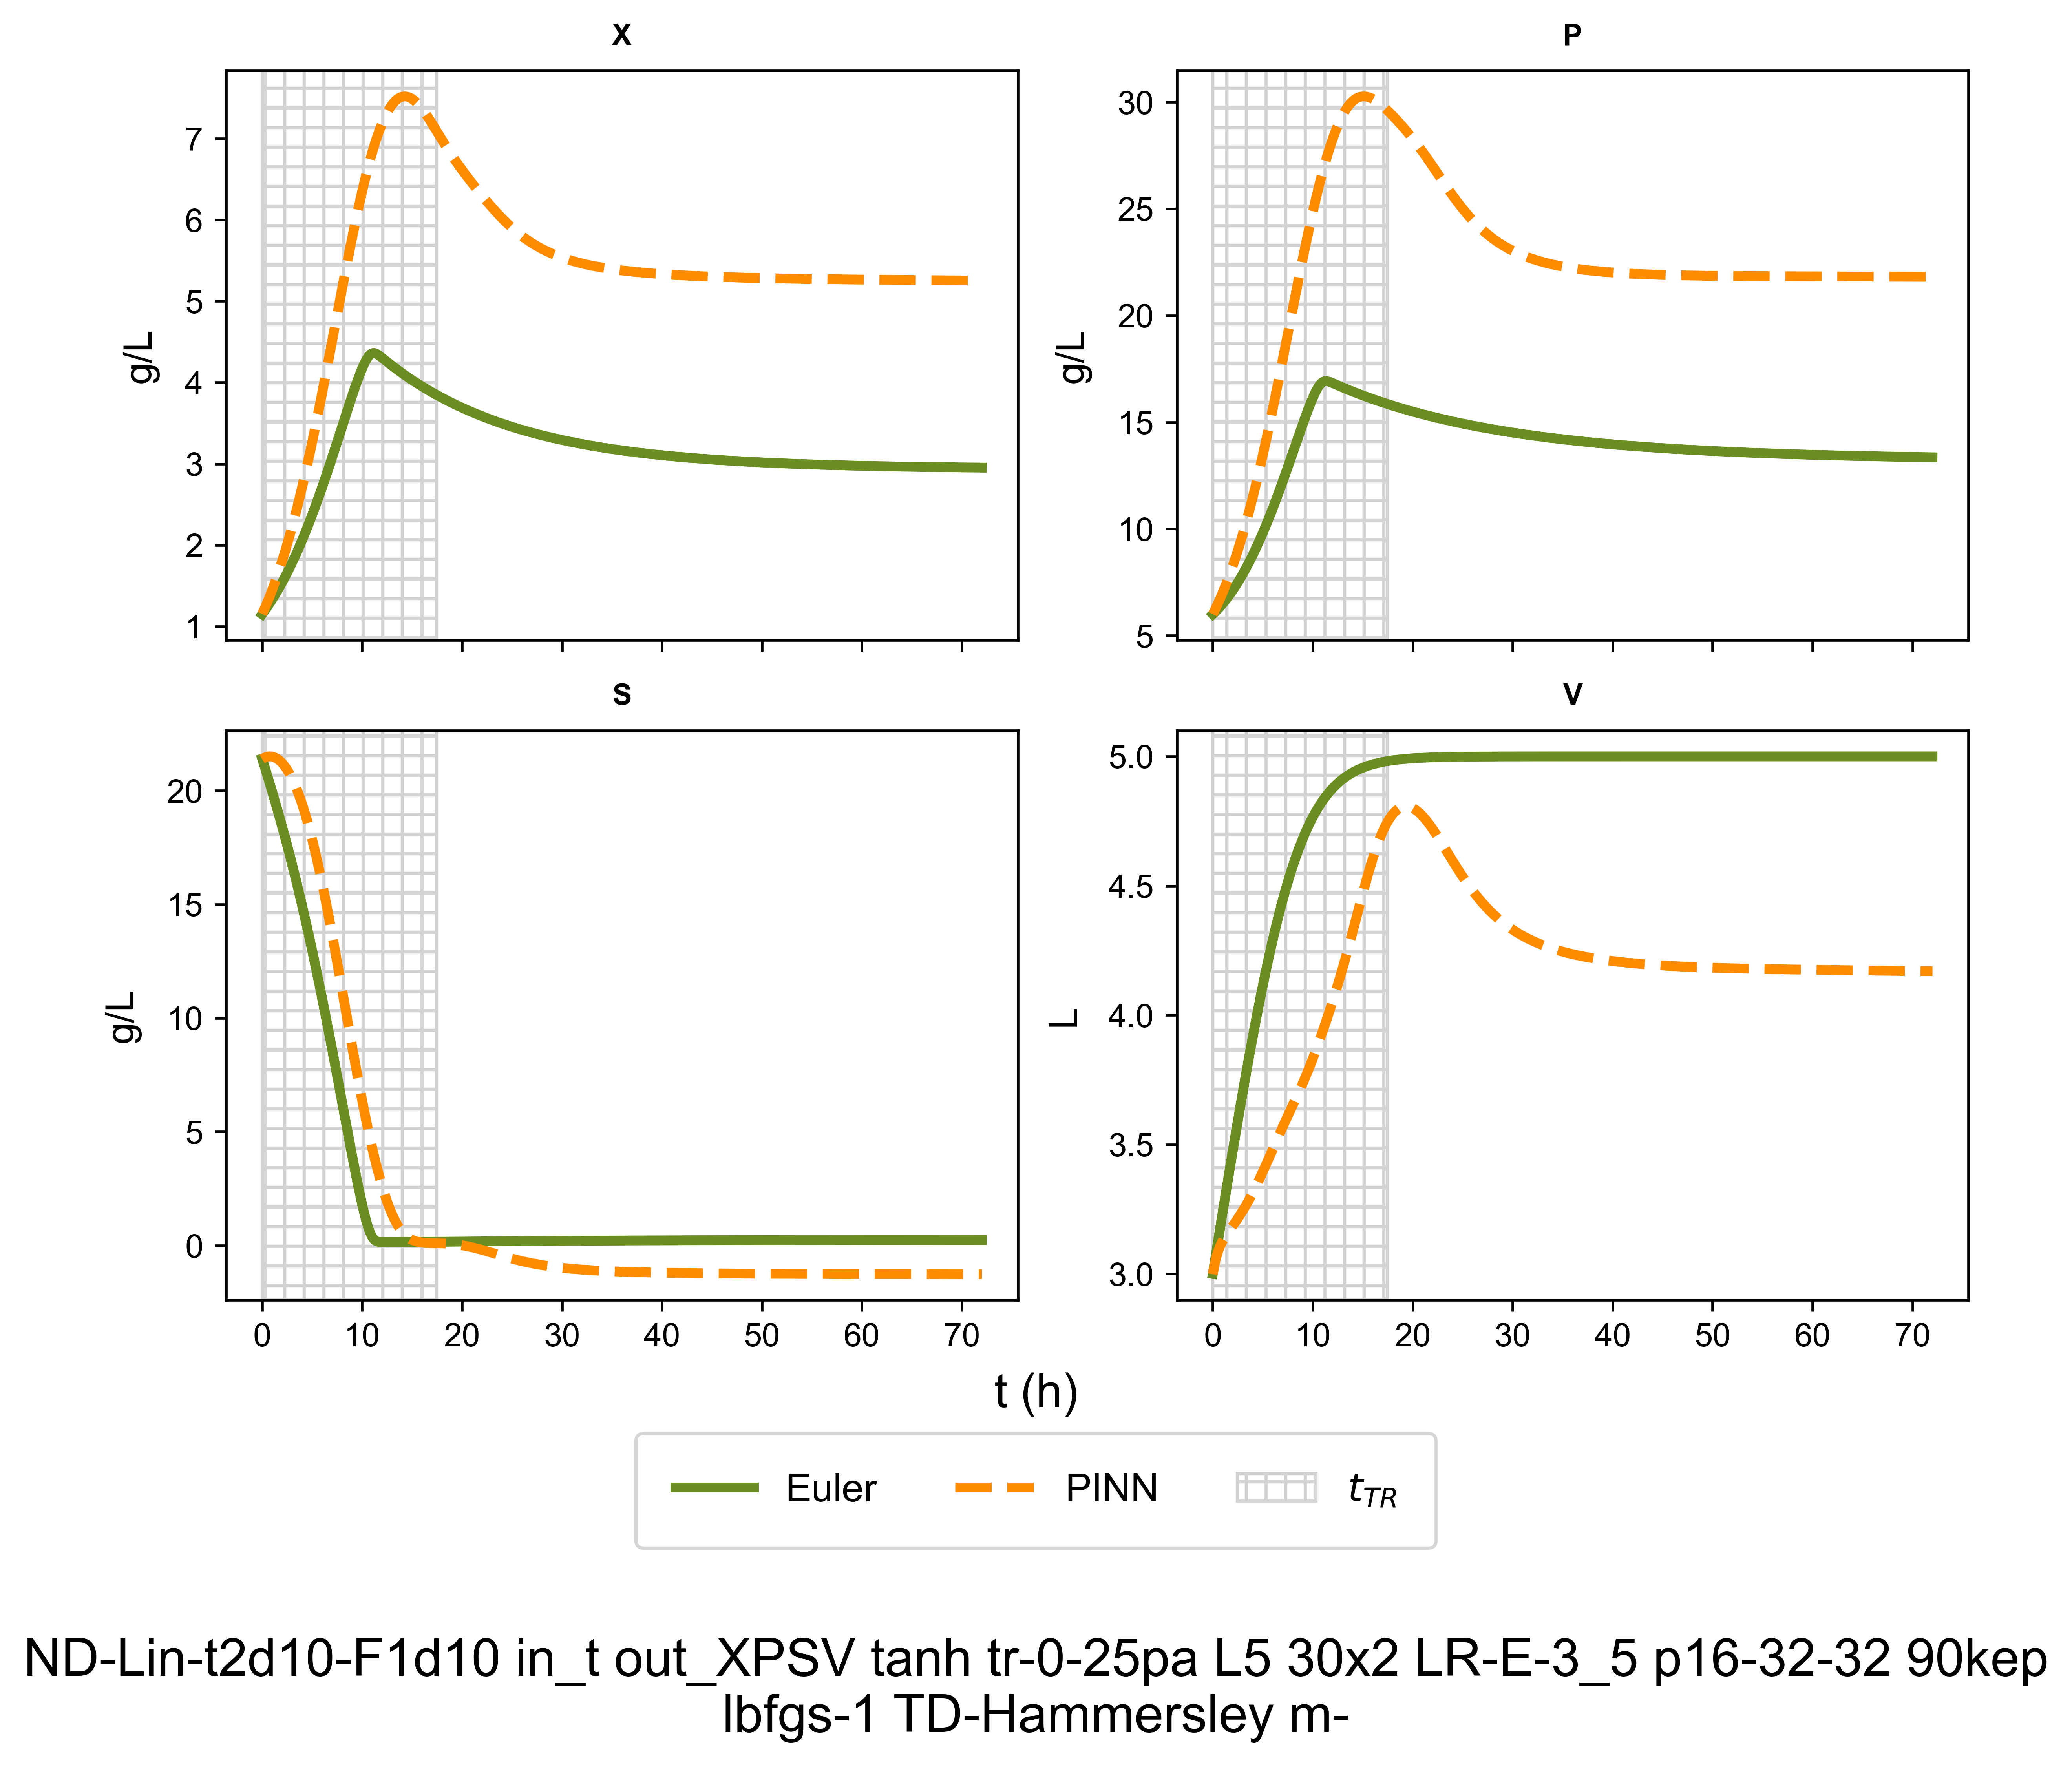 X
P
7
6
5
4
3
2
1
g/L
30
25
20
15
10
5
g/L
S
V
20
15
10
5
0
g/L
5.0
4.5
4.0
3.5
3.0
L
0 10 20 30 40 50 60 70
0 10 20 30 40 50 60 70
t (h)
Euler PINN t_TR
ND-Lin-t2d10-F1d10 in_t out_XPSV tanh tr-0-25pa L5 30x2 LR-E-3_5 p16-32-32 90kep
lbfgs-1 TD-Hammersley m-